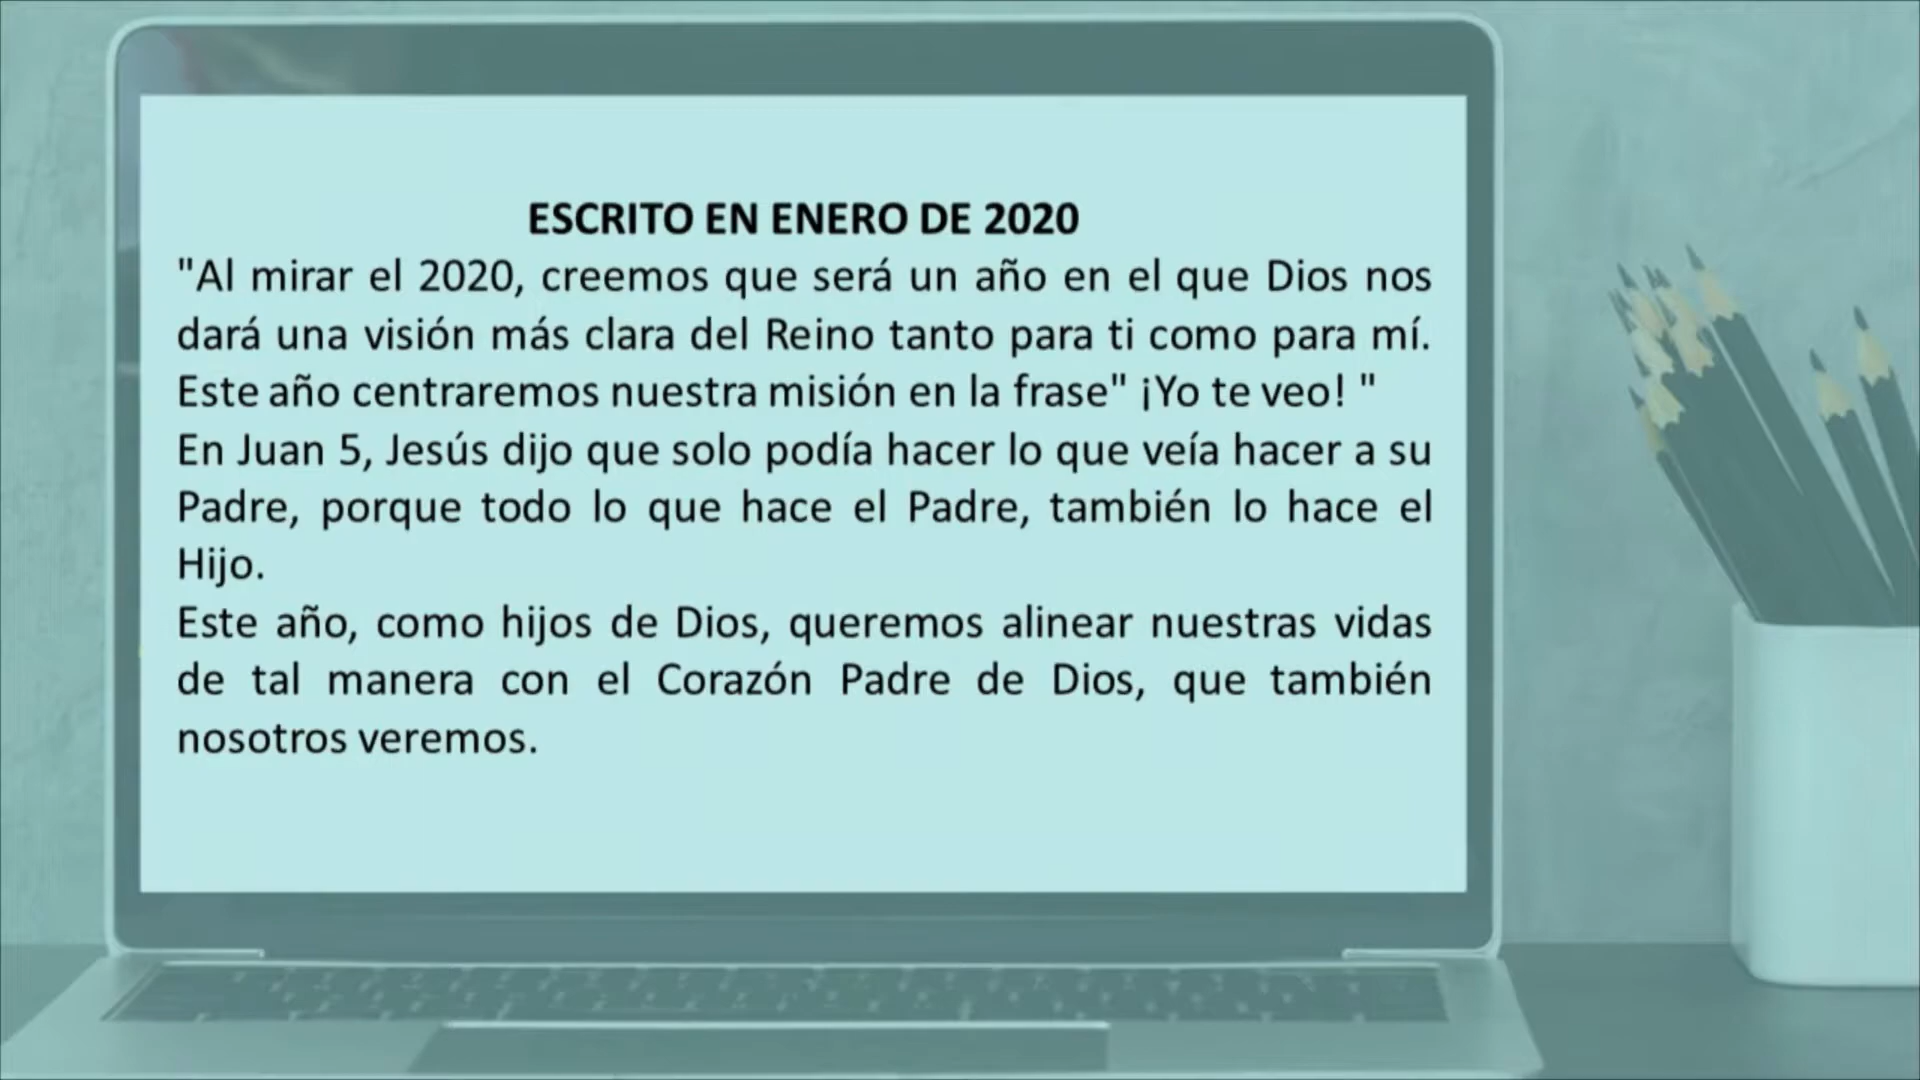 ESCRITO EN ENERO DE 2020
"Al mirar el 2020, creemos que será un año en el que Dios nos
dará una visión más clara del Reino tanto para ti como para mí.
Este año centraremos nuestra misión en la frase" ¡Yo te veo! "
En Juan 5, Jesús dijo que solo podía hacer lo que veía hacer a su
Padre, porque todo lo que hace el Padre, también lo hace el
Hijo.
Este año, como hijos de Dios, queremos alinear nuestras vidas
de tal manera con el Corazón Padre de Dios, que también
nosotros veremos.